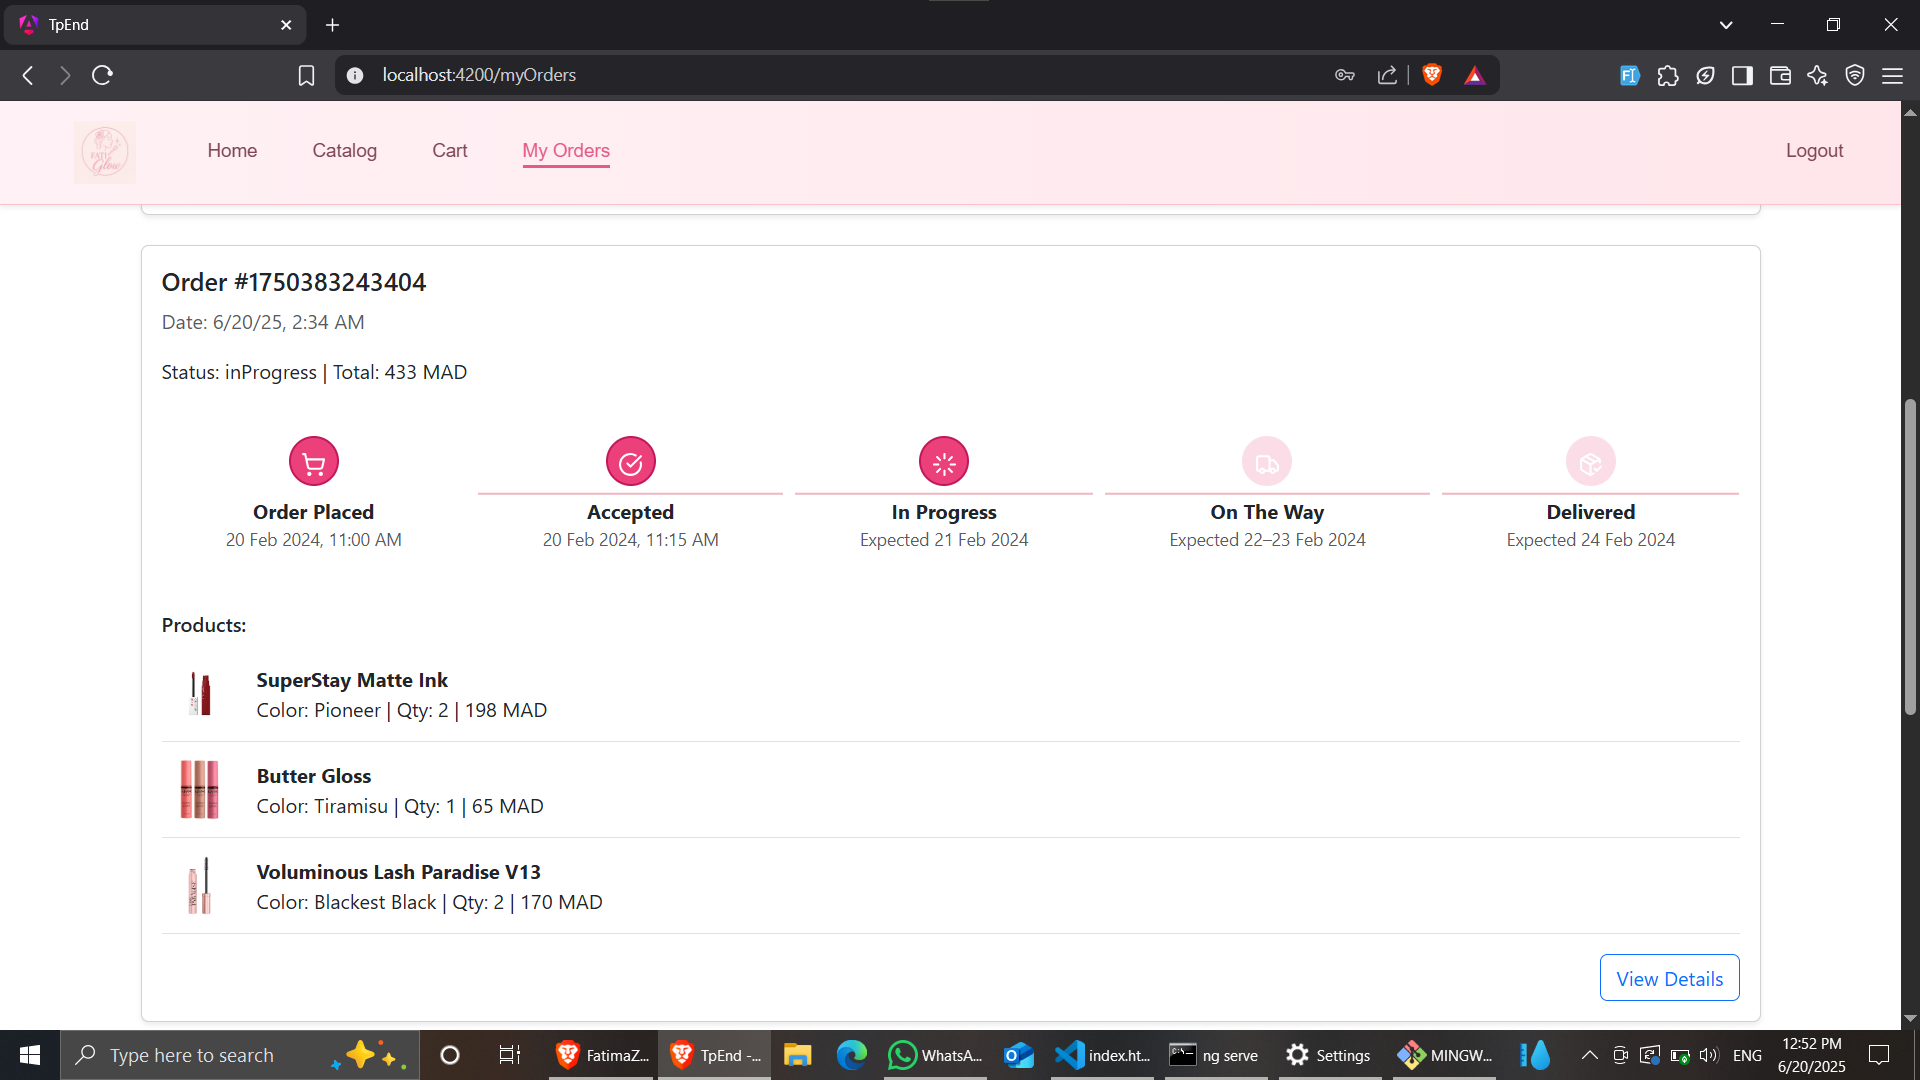 TpEnd
localhost:4200/myOrders
Glow
Home
Catalog
Cart
My Orders
Logout
Order #1750383243404
Date: 6/20/25, 2:34 AM
Status: inProgress | Total: 433 MAD
Order Placed
20 Feb 2024, 11:00 AM
Accepted
20 Feb 2024, 11:15 AM
In Progress
Expected 21 Feb 2024
On The Way
Expected 22–23 Feb 2024
Delivered
Expected 24 Feb 2024
Products:
SuperStay Matte Ink
Color: Pioneer | Qty: 2 | 198 MAD
Butter Gloss
Color: Tiramisu | Qty: 1 | 65 MAD
Voluminous Lash Paradise V13
Color: Blackest Black | Qty: 2 | 170 MAD
View Details
Type here to search
FatimaZ...
TpEnd -...
WhatsA...
index.ht...
ng serve
Settings
MINGW...
ENG
12:52 PM
6/20/2025